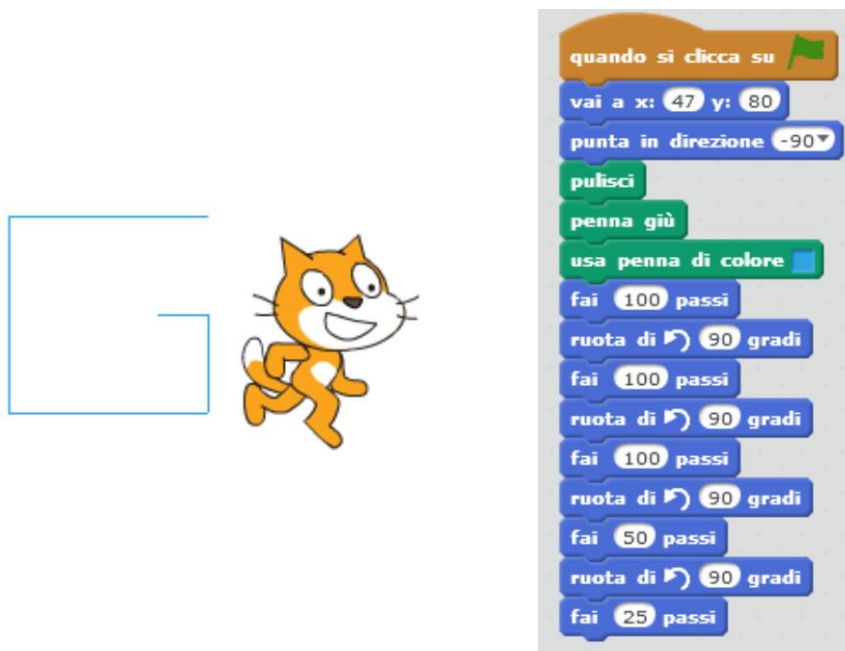 quando si clicca su
vai a x: 47 y: 80
punta in direzione -90
pulisci
penna giù
usa penna di colore
fai 100 passi
ruota di 90 gradi
fai 100 passi
ruota di 90 gradi
fai 100 passi
ruota di 90 gradi
fai 50 passi
ruota di 90 gradi
fai 25 passi